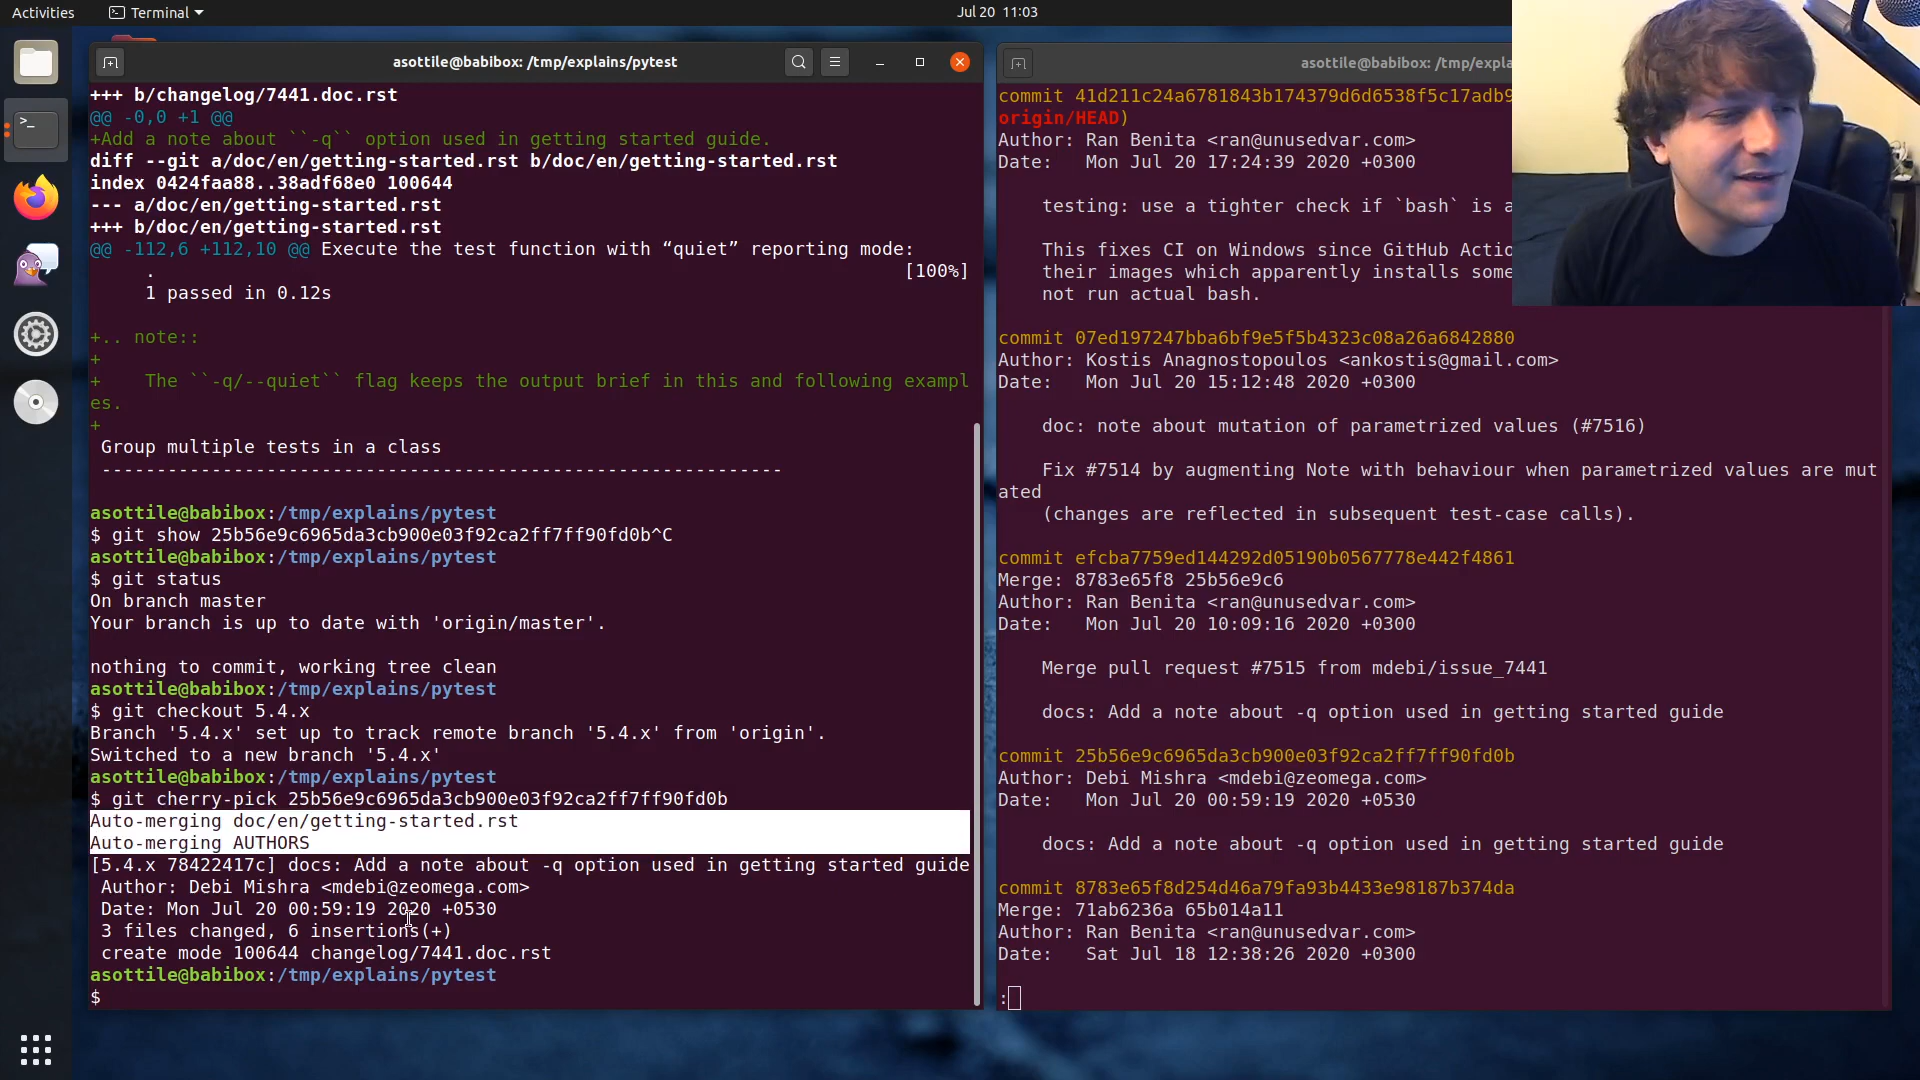 Activities
Terminal
Jul 20 11:03
asottile@babibox: /tmp/explains/pytest
+++ b/changelog/7441.doc.rst
@@ -0,0 +1 @@
+Add a note about ``-q`` option used in getting started guide.
diff --git a/doc/en/getting-started.rst b/doc/en/getting-started.rst
index 0424faa88..38adf68e0 100644
--- a/doc/en/getting-started.rst
+++ b/doc/en/getting-started.rst
@@ -112,6 +112,10 @@ Execute the test function with “quiet” reporting mode:
. [100%]
1 passed in 0.12s
+.. note::
+
+    The ``-q/--quiet`` flag keeps the output brief in this and following exampl
es.
+
Group multiple tests in a class
--------------------------------------------------------------
asottile@babibox:/tmp/explains/pytest
$ git show 25b56e9c6965da3cb900e03f92ca2ff7ff90fd0b^C
asottile@babibox:/tmp/explains/pytest
$ git status
On branch master
Your branch is up to date with 'origin/master'.
nothing to commit, working tree clean
asottile@babibox:/tmp/explains/pytest
$ git checkout 5.4.x
Branch '5.4.x' set up to track remote branch '5.4.x' from 'origin'.
Switched to a new branch '5.4.x'
asottile@babibox:/tmp/explains/pytest
$ git cherry-pick 25b56e9c6965da3cb900e03f92ca2ff7ff90fd0b
Auto-merging doc/en/getting-started.rst
Auto-merging AUTHORS
[5.4.x 78422417c] docs: Add a note about -q option used in getting started guide
Author: Debi Mishra <mdebi@zeomega.com>
Date: Mon Jul 20 00:59:19 2020 +0530
3 files changed, 6 insertions(+)
create mode 100644 changelog/7441.doc.rst
asottile@babibox:/tmp/explains/pytest
$
asottile@babibox: /tmp/expla
commit 41d211c24a6781843b174379d6d6538f5c17adb9
origin/HEAD)
Author: Ran Benita <ran@unusedvar.com>
Date:   Mon Jul 20 17:24:39 2020 +0300
testing: use a tighter check if `bash` is a
This fixes CI on Windows since GitHub Actio
their images which apparently installs some
not run actual bash.
commit 07ed197247bba6bf9e5f5b4323c08a26a6842880
Author: Kostis Anagnostopoulos <ankostis@gmail.com>
Date:   Mon Jul 20 15:12:48 2020 +0300
doc: note about mutation of parametrized values (#7516)
Fix #7514 by augmenting Note with behaviour when parametrized values are mut
ated
(changes are reflected in subsequent test-case calls).
commit efcba7759ed144292d05190b0567778e442f4861
Merge: 8783e65f8 25b56e9c6
Author: Ran Benita <ran@unusedvar.com>
Date:   Mon Jul 20 10:09:16 2020 +0300
Merge pull request #7515 from mdebi/issue_7441
docs: Add a note about -q option used in getting started guide
commit 25b56e9c6965da3cb900e03f92ca2ff7ff90fd0b
Author: Debi Mishra <mdebi@zeomega.com>
Date:   Mon Jul 20 00:59:19 2020 +0530
docs: Add a note about -q option used in getting started guide
commit 8783e65f8d254d46a79fa93b4433e98187b374da
Merge: 71ab6236a 65b014a11
Author: Ran Benita <ran@unusedvar.com>
Date:   Sat Jul 18 12:38:26 2020 +0300
: